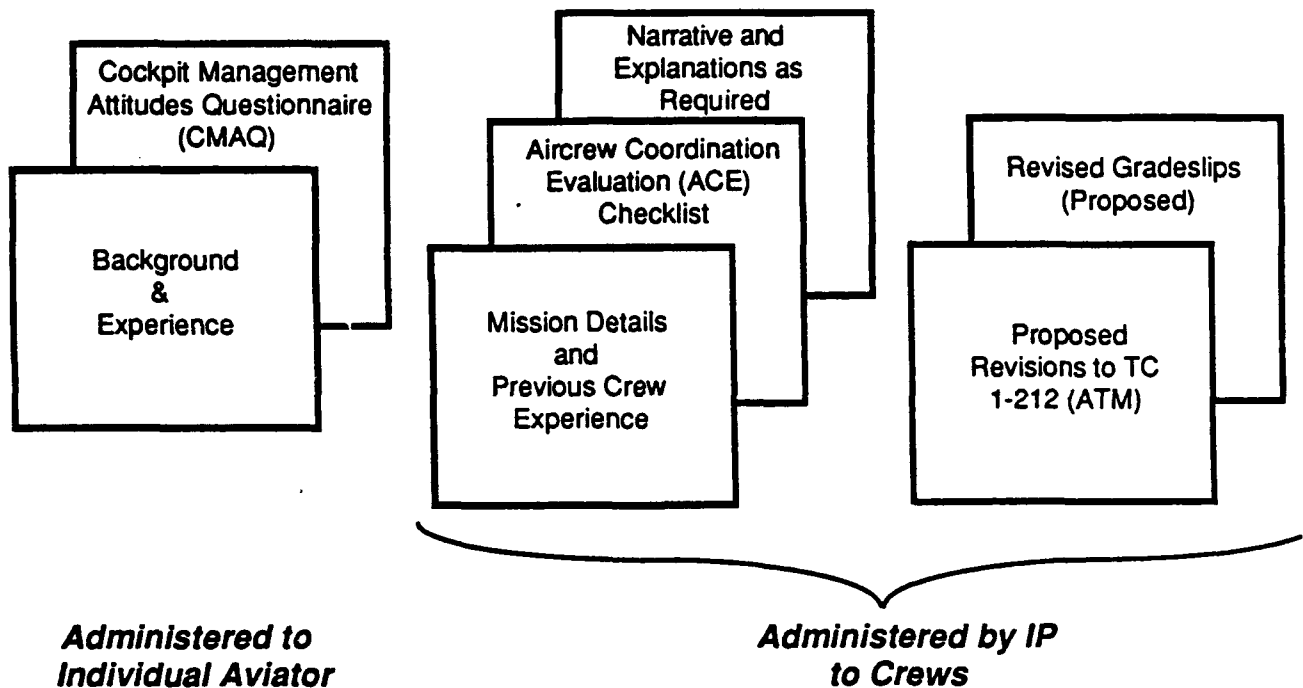 Cockpit Management
Attitudes Questionnaire
(CMAQ)
Background
&
Experience
Narrative and
Explanations as
Required
Aircrew Coordination
Evaluation (ACE)
Checklist
Mission Details
and
Previous Crew
Experience
Revised Gradeslips
(Proposed)
Proposed
Revisions to TC
1-212 (ATM)
Administered to
Individual Aviator
Administered by IP
to Crews